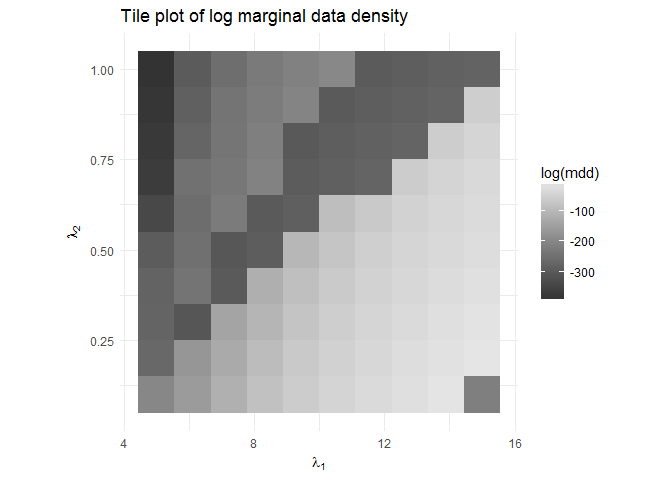 Tile plot of log marginal data density
1.00
0.75
0.50
0.25
λ₂
4
8
12
16
λ₁
log(mdd)
-100
-200
-300